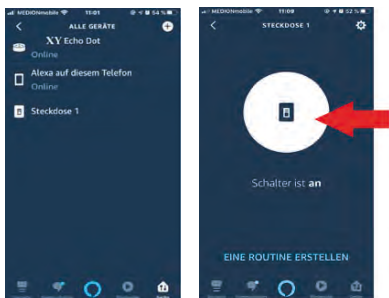 MEDIONmobile 11:01 54 %
ALLE GERÄTE
XY Echo Dot
Online
Alexa auf diesem Telefon
Online
Steckdose 1
MEDIONmobile 11:09 52 %
STECKDOSE 1
Schalter ist an
EINE ROUTINE ERSTELLEN